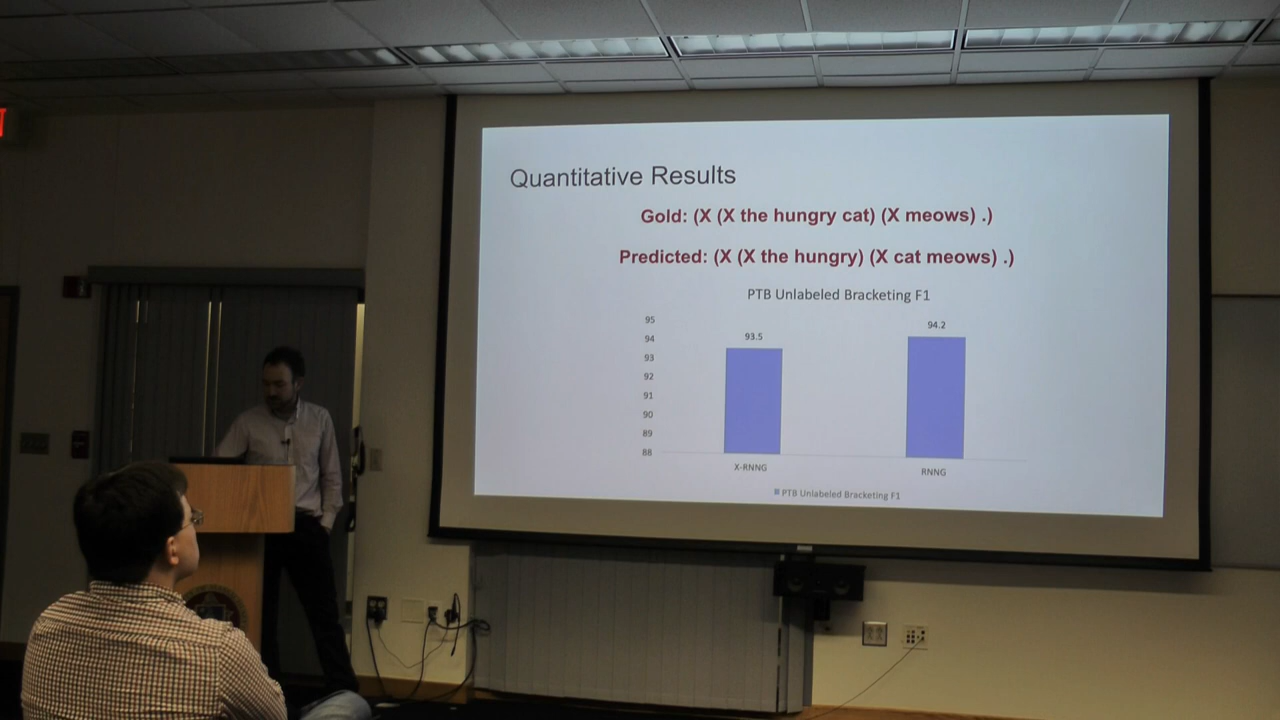 Quantitative Results
Gold: (X (X the hungry cat) (X meows) .)
Predicted: (X (X the hungry) (X cat meows) .)
PTB Unlabeled Bracketing F1
95
94
93
92
91
90
89
88
93.5
94.2
X-RNNG
RNNG
PTB Unlabeled Bracketing F1